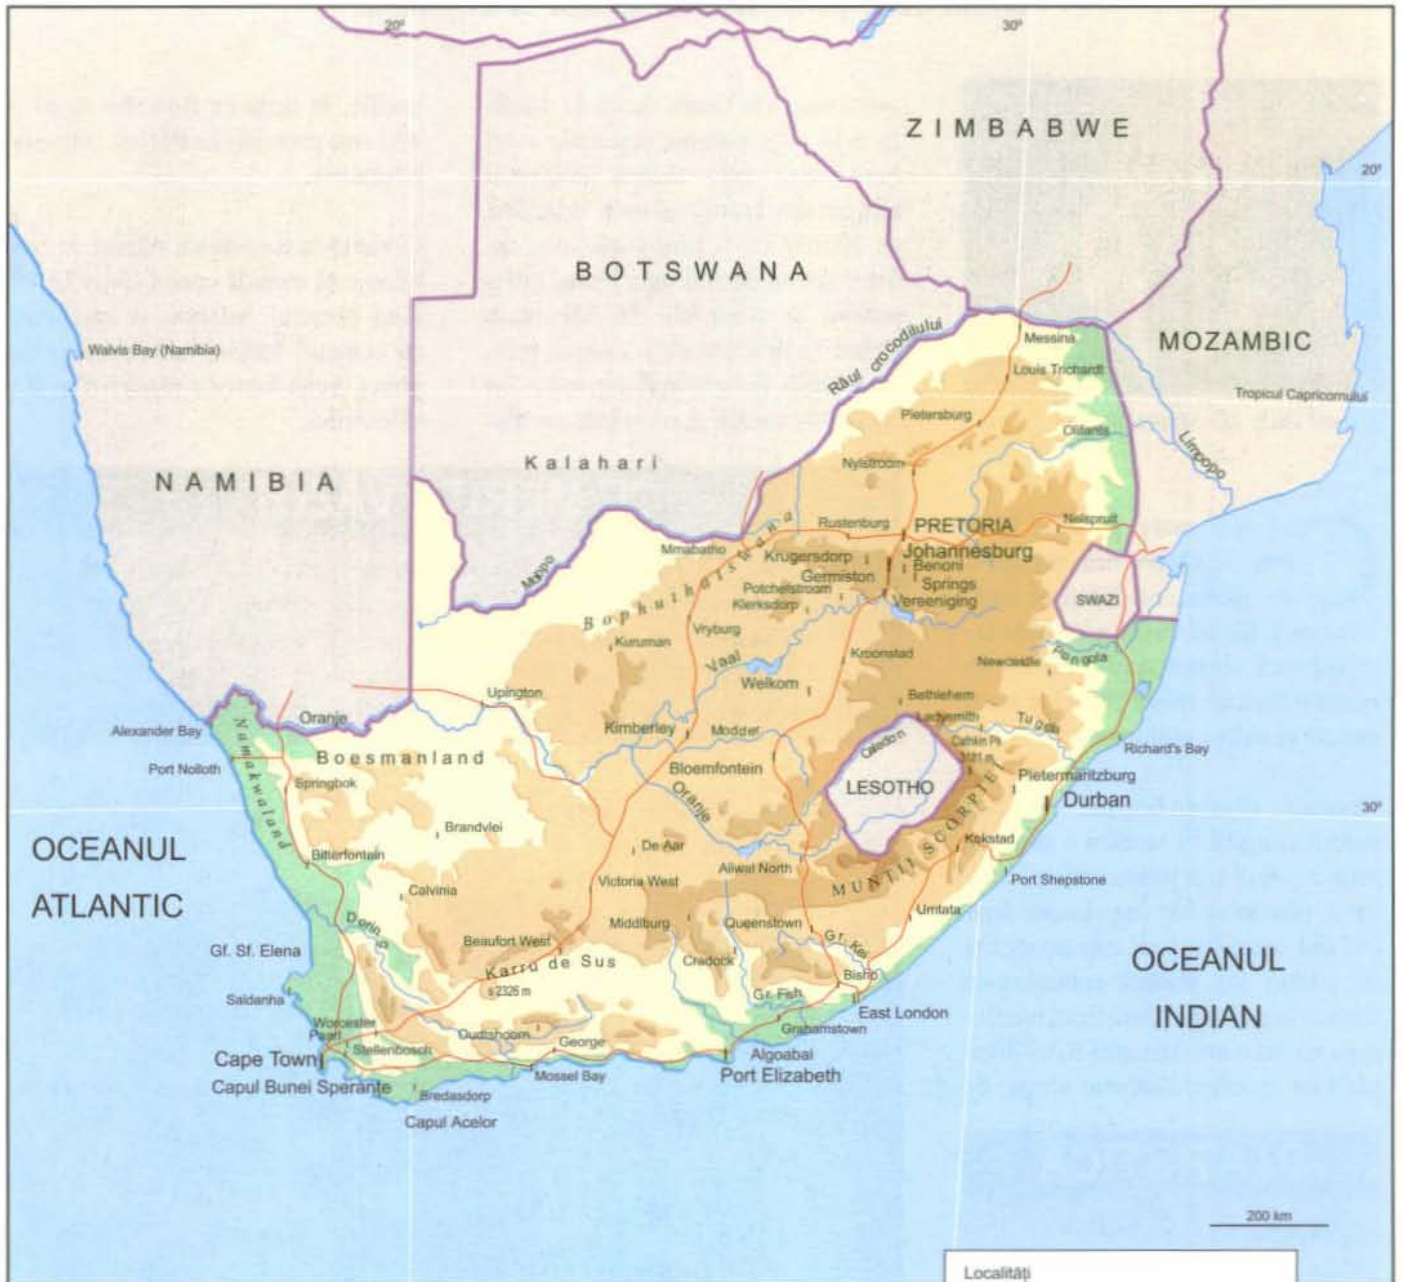 20°
30°
ZIMBABWE
20°
BOTSWANA
Walvis Bay (Namibia)
Râul crocodilului
Messina
MOZAMBIC
Louis Trichardt
Tropicul Capricornului
Pietersburg
Olifants
Limpopo
Kalahari
Nylstroom
NAMIBIA
Rustenburg
PRETORIA
Nelspruit
Mmabatho
Krugersdorp
Johannesburg
Benoni
Molopo
Germiston
Springs
Potchefstroom
Vereeniging
Klerksdorp
SWAZI
Bophuthatswana
Vryburg
Kuruman
Vaal
Kroonstad
Newcastle
Pongola
Welkom
Upington
Bethlehem
Oranje
Ladysmith
Tugela
Alexander Bay
Kimberley
Modder
Caledon
Richard's Bay
Namakwaland
Boesmanland
Port Nolloth
Bloemfontein
Pietermaritzburg
Springbok
LESOTHO
Durban
Oranje
30°
Brandvlei
OCEANUL
ATLANTIC
Kokstad
De Aar
Bitterfontein
Aliwal North
MUNTII SCORPIEI
Port Shepstone
Calvinia
Victoria West
Umtata
Middlburg
Queenstown
Gr. Kei
Beaufort West
Gf. Sf. Elena
Karru de Sus
Cradock
OCEANUL
INDIAN
Bisho
2326 m
Gr. Fish
Saldanha
East London
Worcester
Oudtshoorn
Grahamstown
Paarl
George
Stellenbosch
Cape Town
Algoabai
Mossel Bay
Port Elizabeth
Capul Bunei Sperante
Bredasdorp
Capul Acelor
200 km
Localități